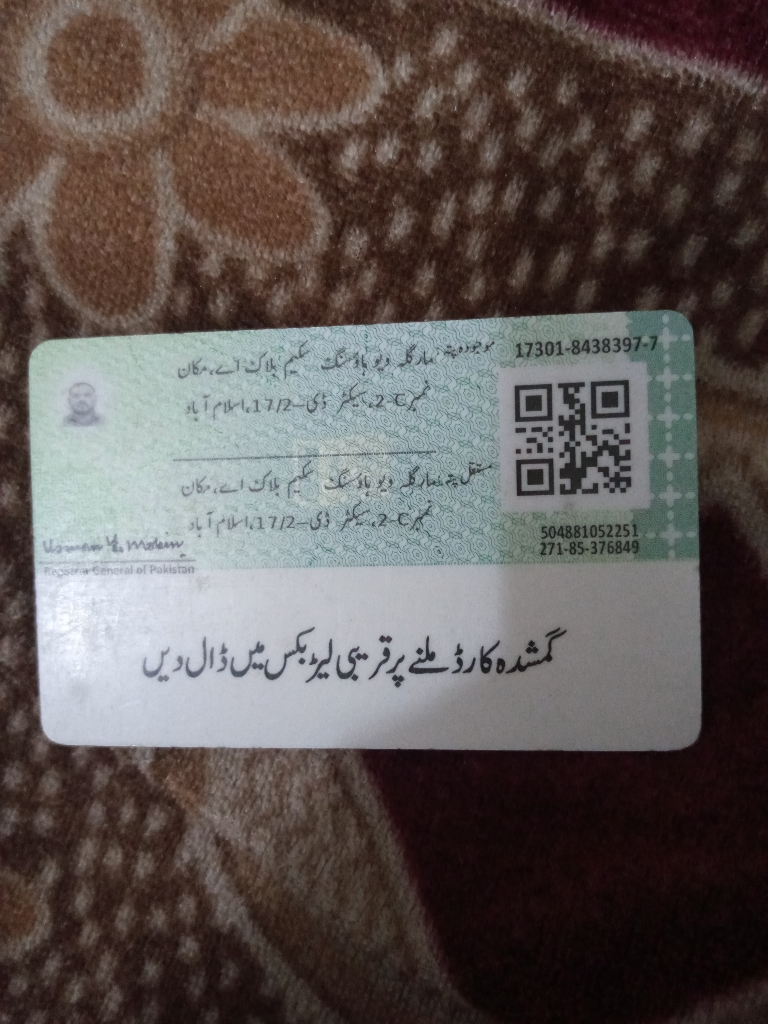 17301-8438397-7
موجودہ پتہ: مارگلہ ویو ہاؤسنگ سکیم بلاک اے، مکان
نمبر 2-C، سیکٹر ڈی-17/2، اسلام آباد
مستقل پتہ: مارگلہ ویو ہاؤسنگ سکیم بلاک اے، مکان
نمبر 2-C، سیکٹر ڈی-17/2، اسلام آباد
504881052251
271-85-376849
Registrar General of Pakistan
گمشدہ کارڈ ملنے پر قریبی لیٹر بکس میں ڈال دیں